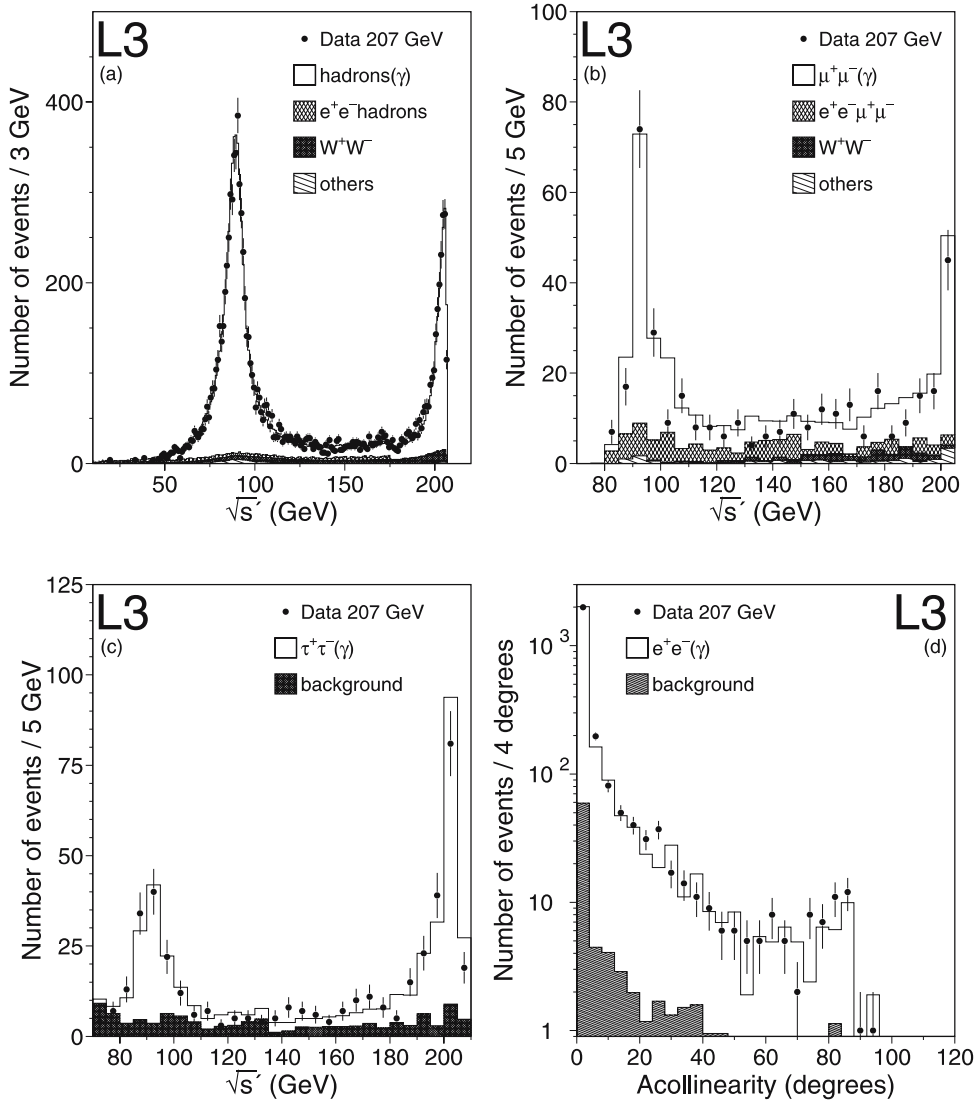 L3
(a)
Data 207 GeV
hadrons(γ)
e⁺e⁻hadrons
W⁺W⁻
others
Number of events / 3 GeV
0
200
400
50
100
150
200
√s´ (GeV)
L3
(b)
Data 207 GeV
μ⁺μ⁻(γ)
e⁺e⁻μ⁺μ⁻
W⁺W⁻
others
Number of events / 5 GeV
0
20
40
60
80
100
80
100
120
140
160
180
200
√s´ (GeV)
L3
(c)
Data 207 GeV
τ⁺τ⁻(γ)
background
Number of events / 5 GeV
0
25
50
75
100
125
80
100
120
140
160
180
200
√s´ (GeV)
L3
(d)
Data 207 GeV
e⁺e⁻(γ)
background
Number of events / 4 degrees
1
10
10²
10³
0
20
40
60
80
100
120
Acollinearity (degrees)